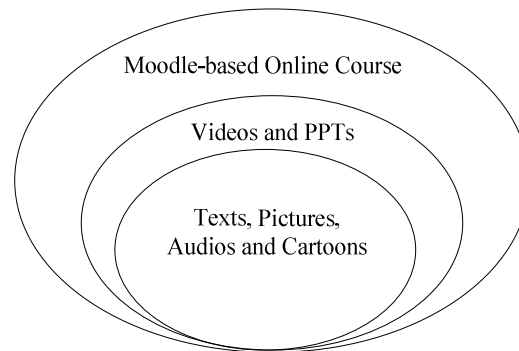 Moodle-based Online Course
Videos and PPTs
Texts, Pictures,
Audios and Cartoons